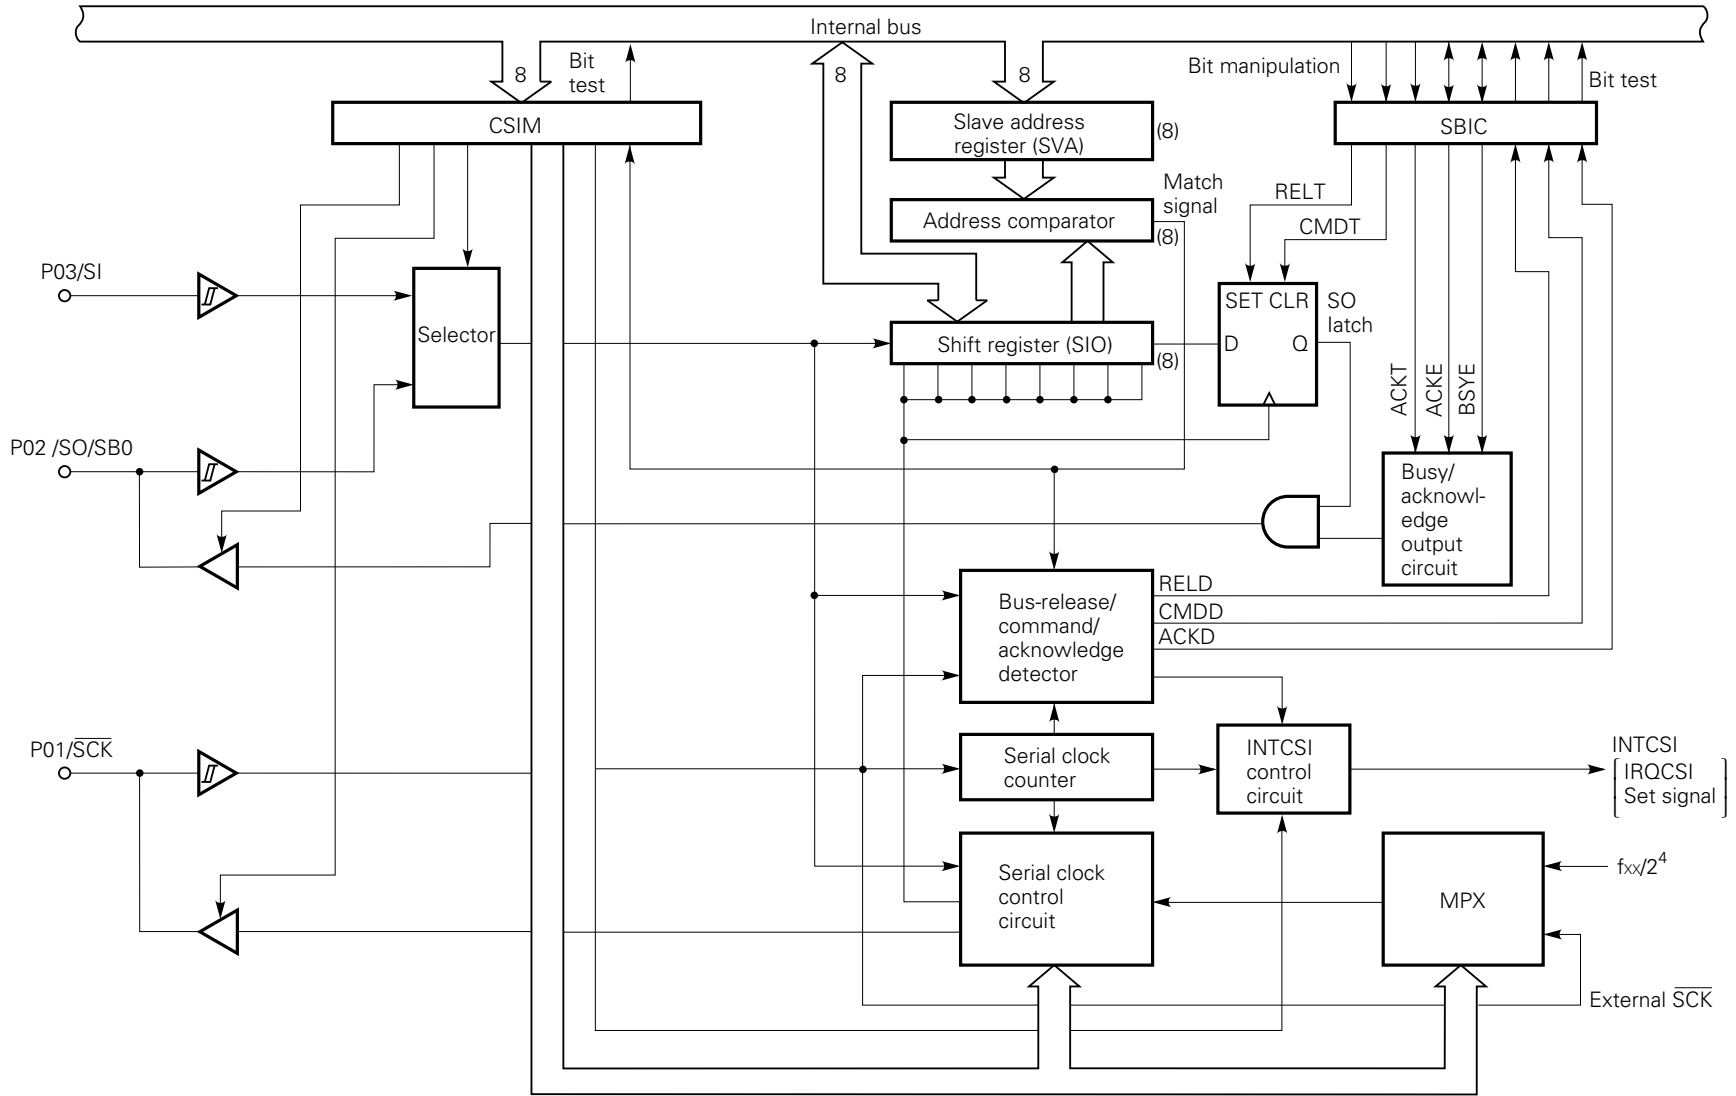 Internal bus
Bit
test
8
8
8
Bit manipulation
Bit test
CSIM
Slave address
register (SVA)
(8)
SBIC
Match
signal
RELT
CMDT
Address comparator
(8)
P03/SI
Selector
SET CLR
D
Q
SO
latch
Shift register (SIO)
(8)
ACKT
ACKE
BSYE
P02 /SO/SB0
Busy/
acknowl-
edge
output
circuit
Bus-release/
command/
acknowledge
detector
RELD
CMDD
ACKD
P01/S̅C̅K̅
Serial clock
counter
INTCSI
control
circuit
INTCSI
IRQCSI
Set signal
Serial clock
control
circuit
MPX
fxx/2⁴
External S̅C̅K̅